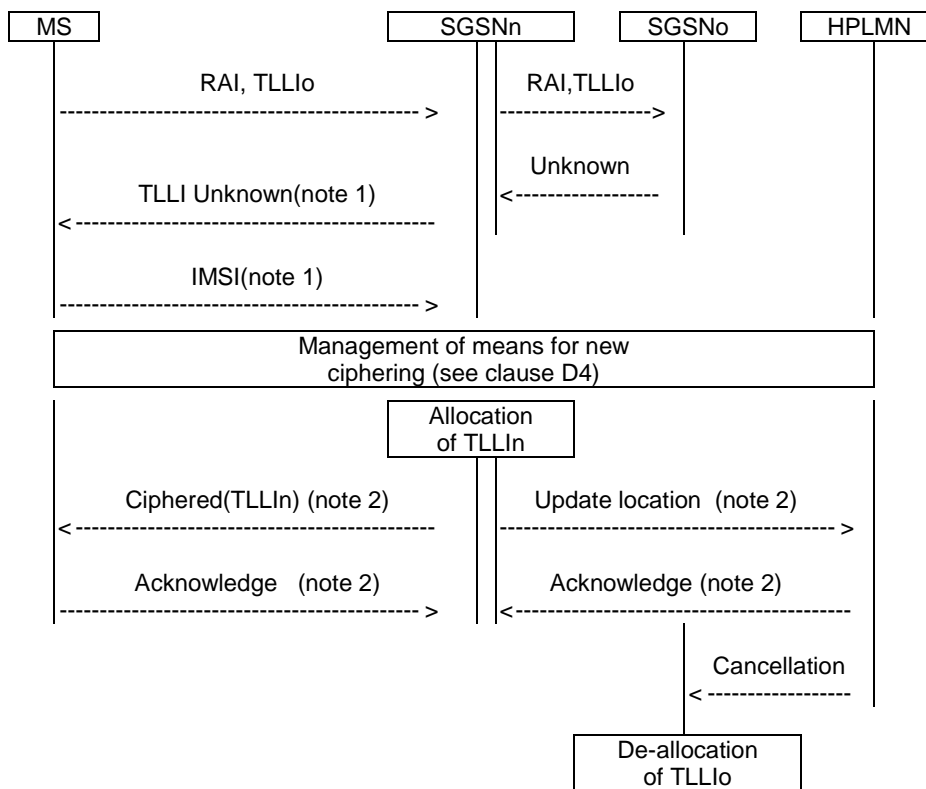 MS SGSNn SGSNo HPLMN
RAI, TLLIo RAI,TLLIo
Unknown
TLLI Unknown(note 1)
IMSI(note 1)
Management of means for new
ciphering (see clause D4)
Allocation
of TLLIn
Ciphered(TLLIn) (note 2) Update location (note 2)
Acknowledge (note 2) Acknowledge (note 2)
Cancellation
De-allocation
of TLLIo